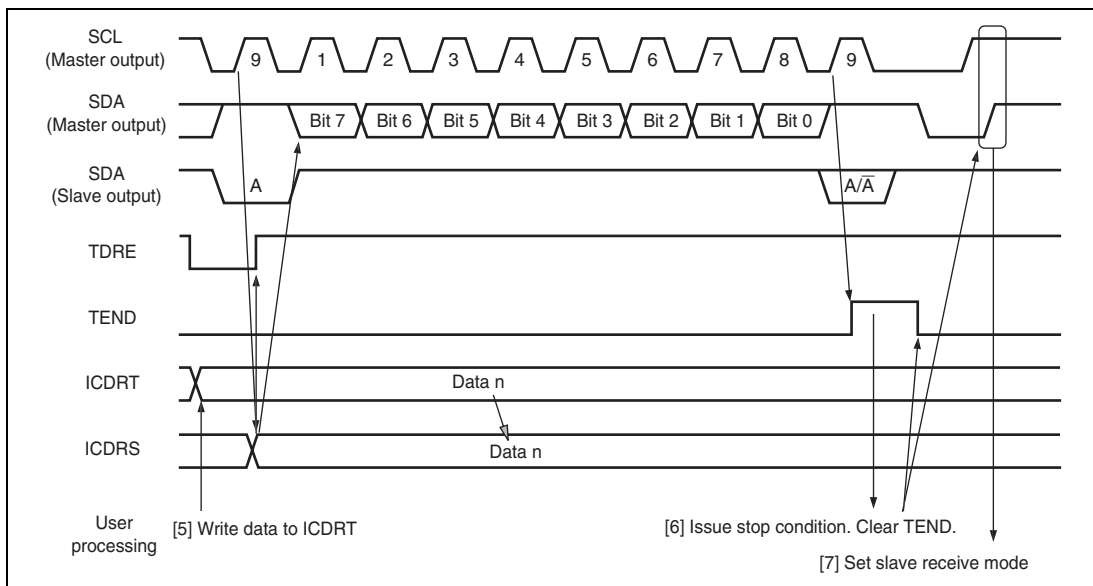 SCL
(Master output)
9 1 2 3 4 5 6 7 8 9
SDA
(Master output)
Bit 7 Bit 6 Bit 5 Bit 4 Bit 3 Bit 2 Bit 1 Bit 0
SDA
(Slave output)
A A/A̅
TDRE
TEND
ICDRT
Data n
ICDRS
Data n
User
processing
[5] Write data to ICDRT
[6] Issue stop condition. Clear TEND.
[7] Set slave receive mode